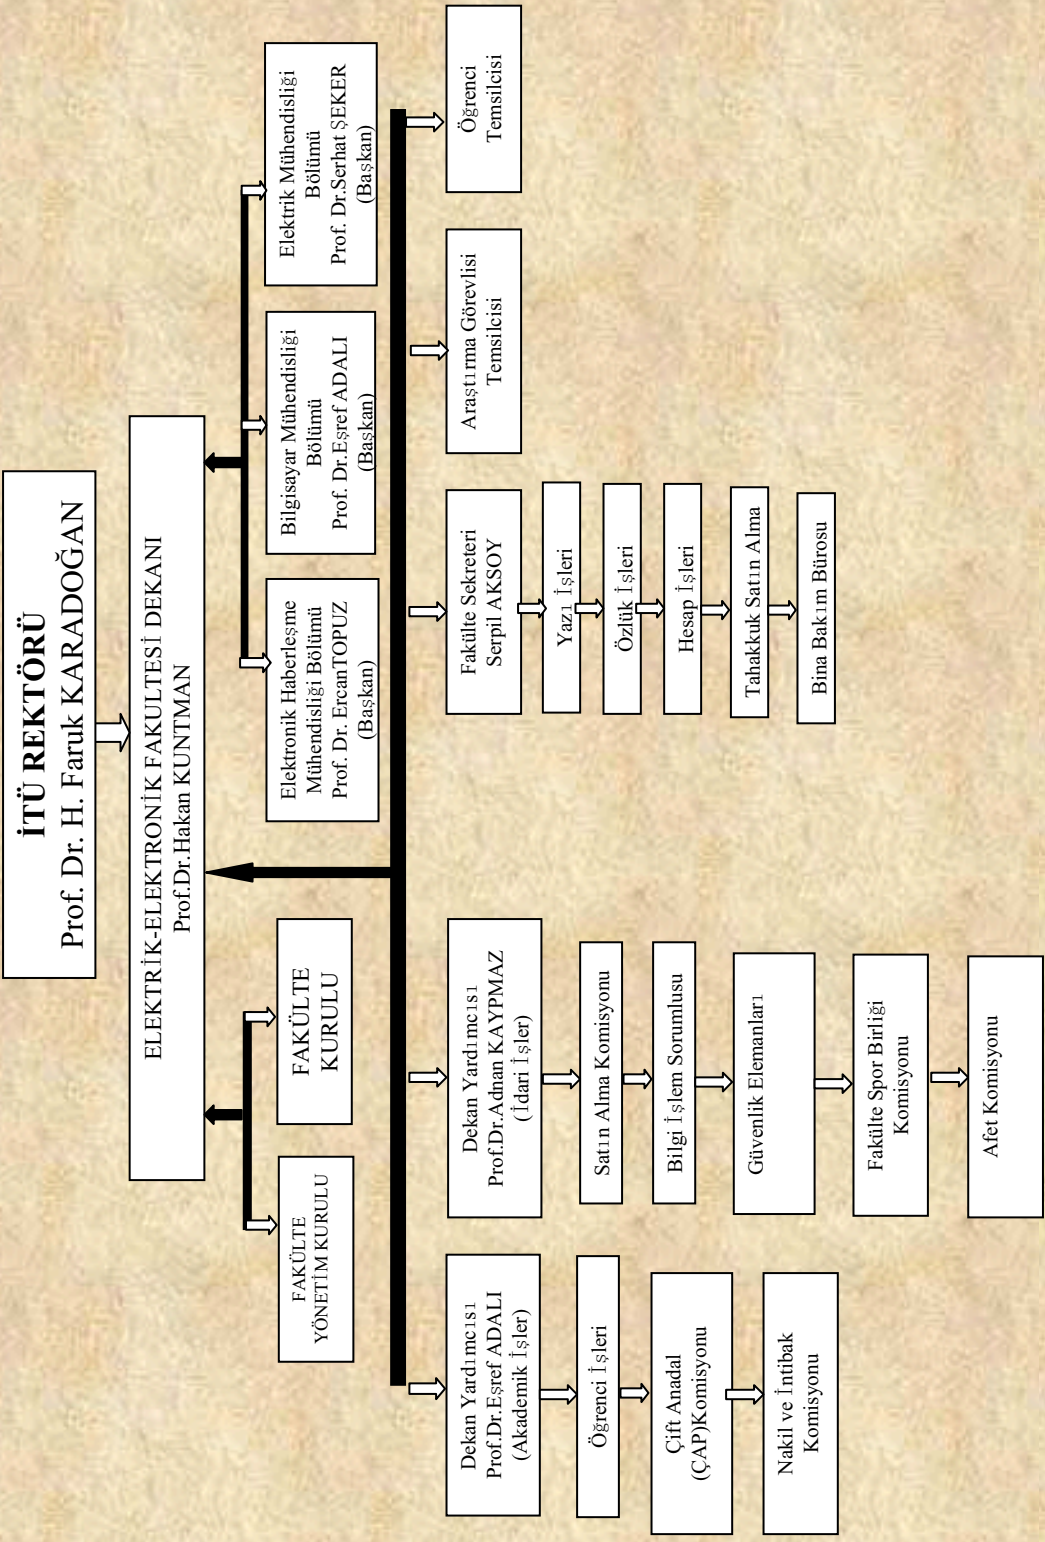 İTÜ REKTÖRÜ
Prof. Dr. H. Faruk KARADOĞAN
ELEKTRİK-ELEKTRONİK FAKULTESİ DEKANI
Prof.Dr.Hakan KUNTMAN
FAKÜLTE
YÖNETİM KURULU
FAKÜLTE
KURULU
Elektronik Haberleşme
Mühendisliği Bölümü
Prof. Dr. ErcanTOPUZ
(Başkan)
Bilgisayar Mühendisliği
Bölümü
Prof. Dr.Eşref ADALI
(Başkan)
Elektrik Mühendisliği
Bölümü
Prof. Dr.Serhat ŞEKER
(Başkan)
Dekan Yardımcısı
Prof.Dr.Eşref ADALI
(Akademik İşler)
Öğrenci İşleri
Çift Anadal
(ÇAP)Komisyonu
Nakil ve İntibak
Komisyonu
Dekan Yardımcısı
Prof.Dr.Adnan KAYPMAZ
(İdari İşler)
Satın Alma Komisyonu
Bilgi İşlem Sorumlusu
Güvenlik Elemanları
Fakülte Spor Birliği
Komisyonu
Afet Komisyonu
Fakülte Sekreteri
Serpil AKSOY
Yazı İşleri
Özlük İşleri
Hesap İşleri
Tahakkuk Satın Alma
Bina Bakım Bürosu
Araştırma Görevlisi
Temsilcisi
Öğrenci
Temsilcisi